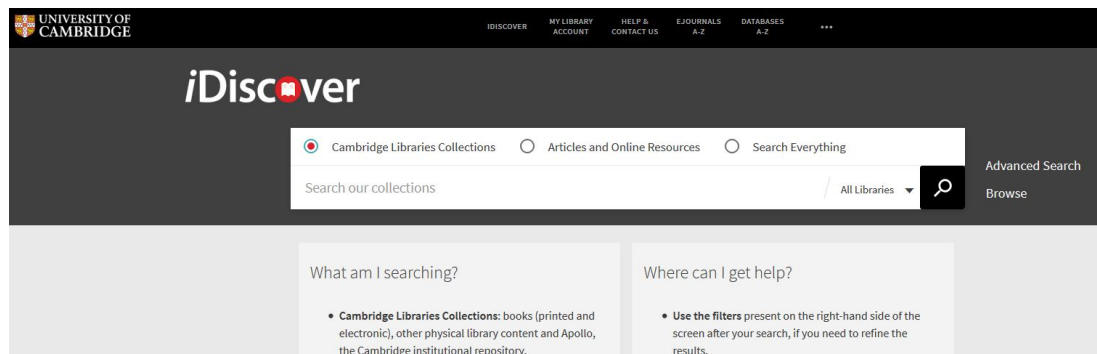 UNIVERSITY OF
CAMBRIDGE
IDISCOVER
MY LIBRARY
ACCOUNT
HELP &
CONTACT US
EJOURNALS
A-Z
DATABASES
A-Z
•••
iDiscover
Cambridge Libraries Collections
Articles and Online Resources
Search Everything
Search our collections
All Libraries
Advanced Search
Browse
What am I searching?
• Cambridge Libraries Collections: books (printed and
electronic), other physical library content and Apollo,
the Cambridge institutional repository.
Where can I get help?
• Use the filters present on the right-hand side of the
screen after your search, if you need to refine the
results.